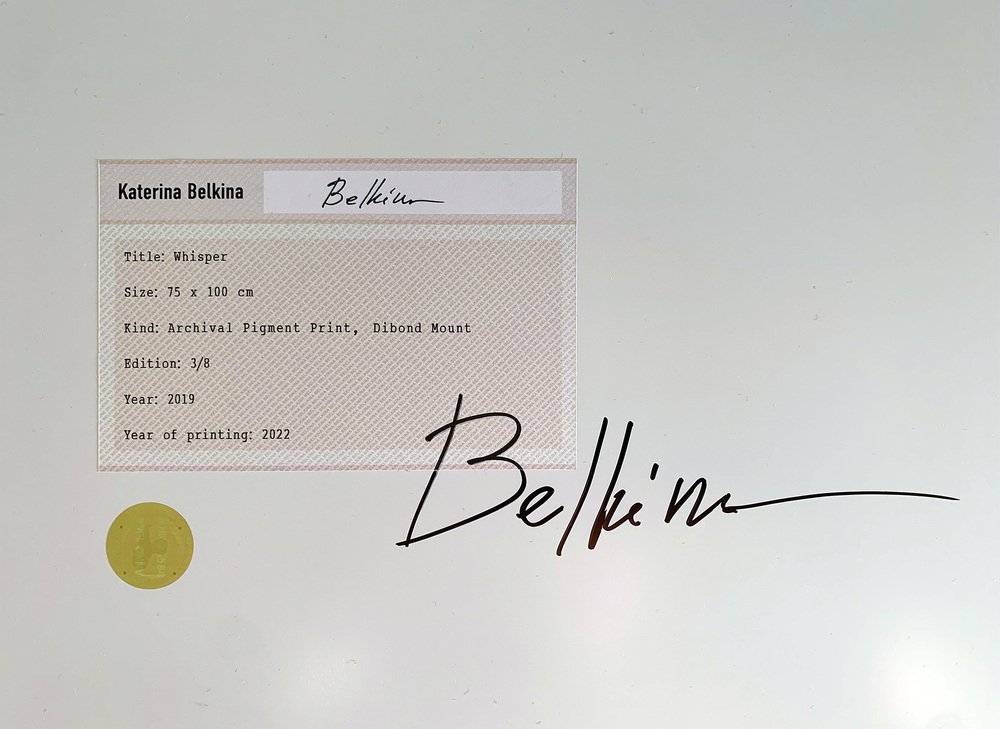 Katerina Belkina
Belkina
Title: Whisper
Size: 75 x 100 cm
Kind: Archival Pigment Print, Dibond Mount
Edition: 3/8
Year: 2019
Year of printing: 2022
Belkina